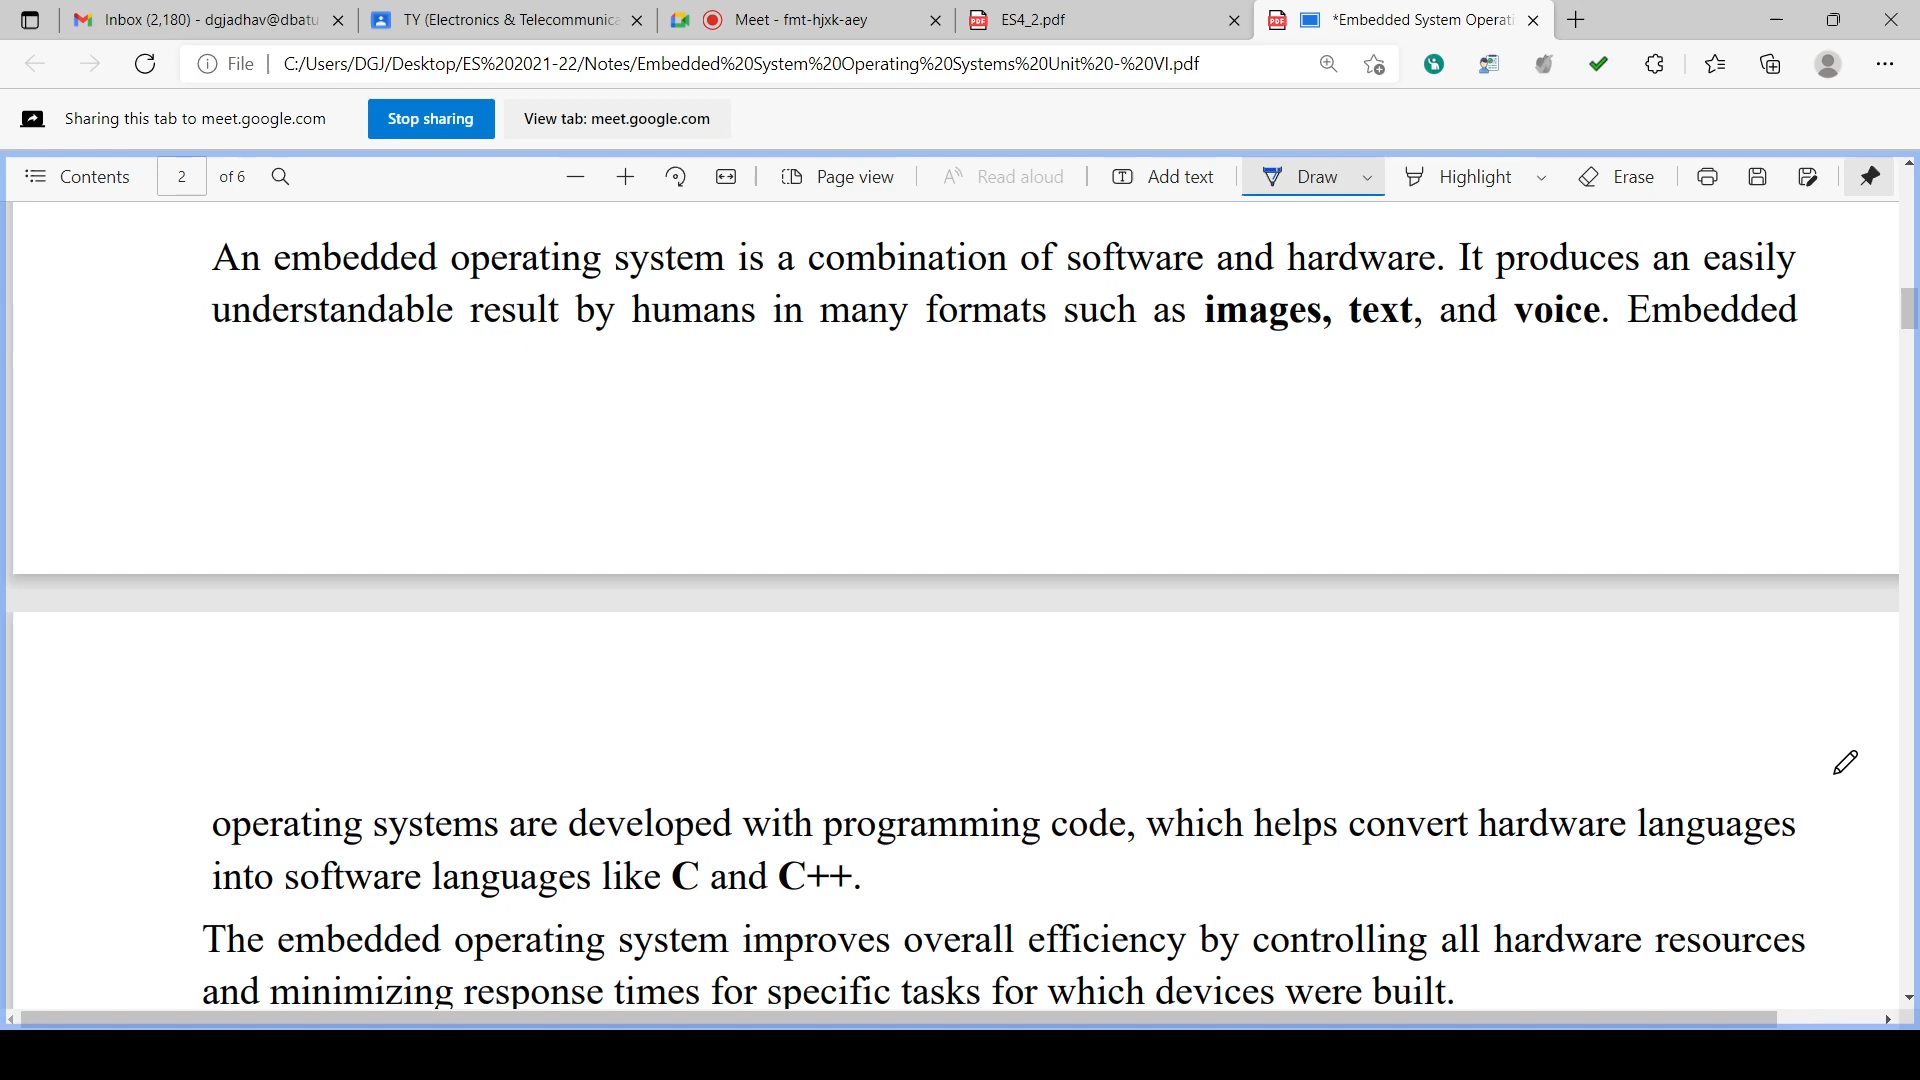 Inbox (2,180) - dgjadhav@dbatu
TY (Electronics & Telecommunica
Meet - fmt-hjxk-aey
ES4_2.pdf
*Embedded System Operati
File
C:/Users/DGJ/Desktop/ES%202021-22/Notes/Embedded%20System%20Operating%20Systems%20Unit%20-%20VI.pdf
Sharing this tab to meet.google.com
Stop sharing
View tab: meet.google.com
Contents
2
of 6
Page view
Read aloud
Add text
Draw
Highlight
Erase
An embedded operating system is a combination of software and hardware. It produces an easily
understandable result by humans in many formats such as images, text, and voice. Embedded
operating systems are developed with programming code, which helps convert hardware languages
into software languages like C and C++.
The embedded operating system improves overall efficiency by controlling all hardware resources
and minimizing response times for specific tasks for which devices were built.